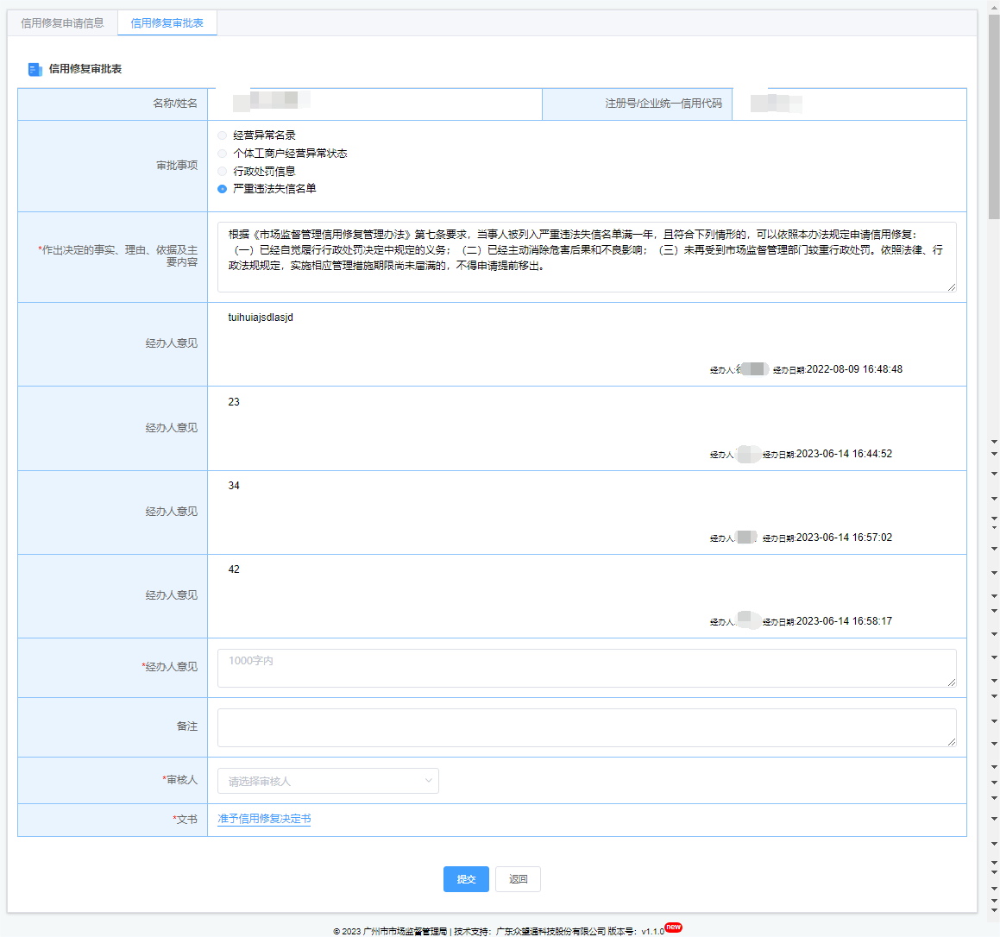 信用修复申请信息 信用修复审批表
信用修复审批表
名称/姓名 注册号/企业统一信用代码
审批事项
经营异常名录
个体工商户经营异常状态
行政处罚信息
严重违法失信名单
*作出决定的事实、理由、依据及主
要内容
根据《市场监督管理信用修复管理办法》第七条要求，当事人被列入严重违法失信名单满一年，且符合下列情形的，可以依照本办法规定申请信用修复：
（一）已经自觉履行行政处罚决定中规定的义务；（二）已经主动消除危害后果和不良影响；（三）未再受到市场监督管理部门较重行政处罚。依照法律、行
政法规规定，实施相应管理措施期限尚未届满的，不得申请提前移出。
经办人意见
tuihuiajsdlasjd
经办人: 经办日期:2022-08-09 16:48:48
经办人意见
23
经办人 经办日期:2023-06-14 16:44:52
经办人意见
34
经办人: 经办日期:2023-06-14 16:57:02
经办人意见
42
经办人: 经办日期:2023-06-14 16:58:17
*经办人意见
1000字内
备注
*审核人
请选择审核人
*文书
准予信用修复决定书
提交 返回
© 2023 广州市市场监督管理局 | 技术支持：广东众望通科技股份有限公司 版本号：v1.1.0 new